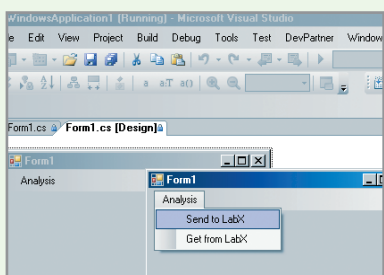 WindowsApplication1 (Running) - Microsoft Visual Studio
Edit View Project Build Debug Tools Test DevPartner Window
a a.T a()
Form1.cs Form1.cs [Design]
Form1
Analysis
Form1
Analysis
Send to LabX
Get from LabX